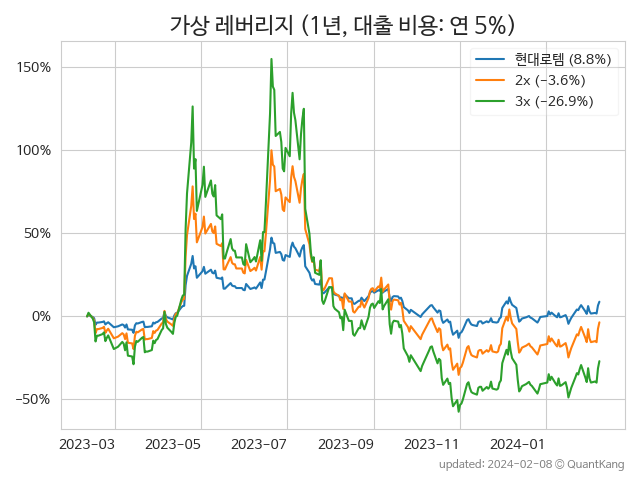 가상 레버리지 (1년, 대출 비용: 연 5%)
현대로템 (8.8%)
2x (−3.6%)
3x (−26.9%)
150%
100%
50%
0%
−50%
2023-03 2023-05 2023-07 2023-09 2023-11 2024-01
updated: 2024-02-08 © QuantKang